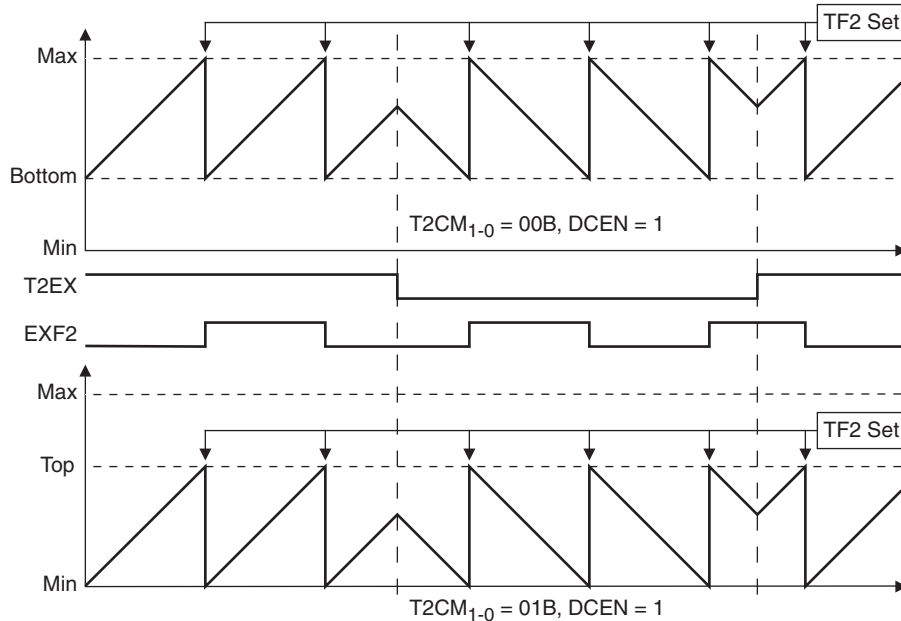 TF2 Set
Max
Bottom
T2CM1-0 = 00B, DCEN = 1
Min
T2EX
EXF2
Max
TF2 Set
Top
Min
T2CM1-0 = 01B, DCEN = 1